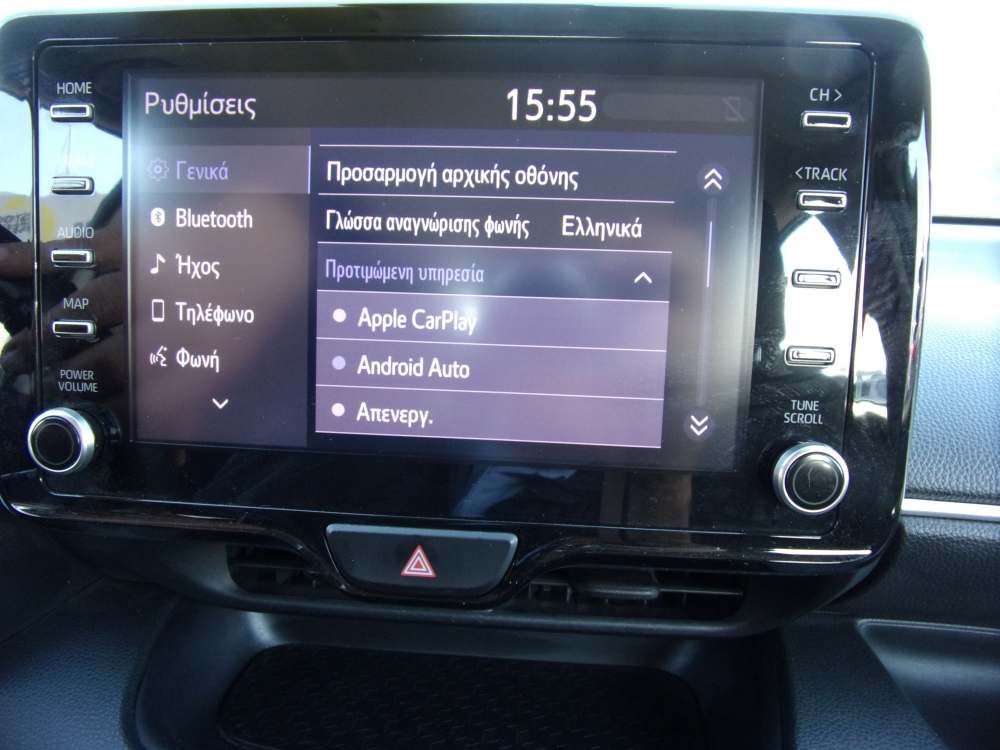 HOME
AUDIO
MAP
POWER
VOLUME
Ρυθμίσεις
15:55
Γενικά
Bluetooth
Ήχος
Τηλέφωνο
Φωνή
Προσαρμογή αρχικής οθόνης
Γλώσσα αναγνώρισης φωνής Ελληνικά
Προτιμώμενη υπηρεσία
Apple CarPlay
Android Auto
Απενεργ.
CH >
< TRACK
TUNE
SCROLL